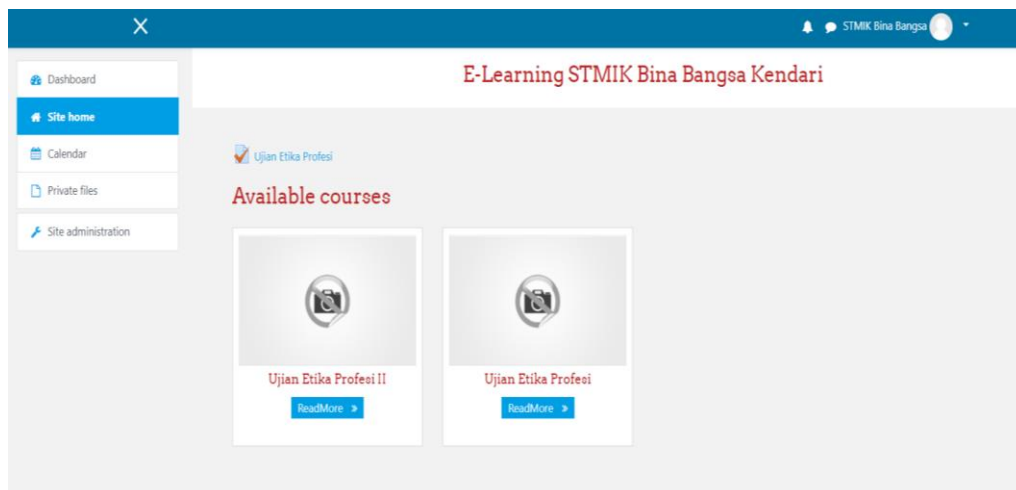 X
STMIK Bina Bangsa
E-Learning STMIK Bina Bangsa Kendari
Dashboard
Site home
Calendar
Private files
Site administration
Ujian Etika Profesi
Available courses
Ujian Etika Profesi II
ReadMore »
Ujian Etika Profesi
ReadMore »